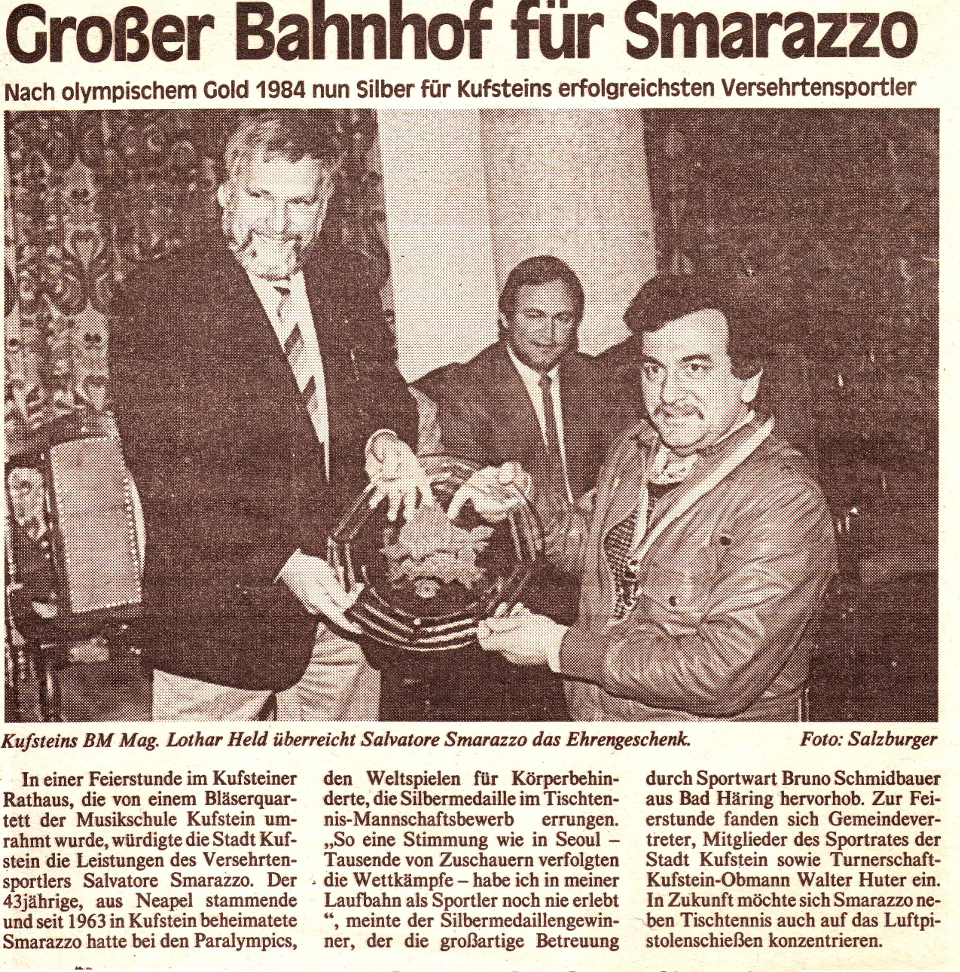 Großer Bahnhof für Smarazzo
Nach olympischem Gold 1984 nun Silber für Kufsteins erfolgreichsten Versehrtensportler
Kufsteins BM Mag. Lothar Held überreicht Salvatore Smarazzo das Ehrengeschenk. Foto: Salzburger
In einer Feierstunde im Kufsteiner
Rathaus, die von einem Bläserquar-
tett der Musikschule Kufstein um-
rahmt wurde, würdigte die Stadt Kuf-
stein die Leistungen des Versehrten-
sportlers Salvatore Smarazzo. Der
43jährige, aus Neapel stammende
und seit 1963 in Kufstein beheimatete
Smarazzo hatte bei den Paralympics,
den Weltspielen für Körperbehin-
derte, die Silbermedaille im Tischten-
nis-Mannschaftsbewerb errungen.
„So eine Stimmung wie in Seoul –
Tausende von Zuschauern verfolgten
die Wettkämpfe – habe ich in meiner
Laufbahn als Sportler noch nie erlebt
“, meinte der Silbermedaillengewin-
ner, der die großartige Betreuung
durch Sportwart Bruno Schmidbauer
aus Bad Häring hervorhob. Zur Fei-
erstunde fanden sich Gemeindever-
treter, Mitglieder des Sportrates der
Stadt Kufstein sowie Turnerschaft-
Kufstein-Obmann Walter Huter ein.
In Zukunft möchte sich Smarazzo ne-
ben Tischtennis auch auf das Luftpi-
stolenschießen konzentrieren.